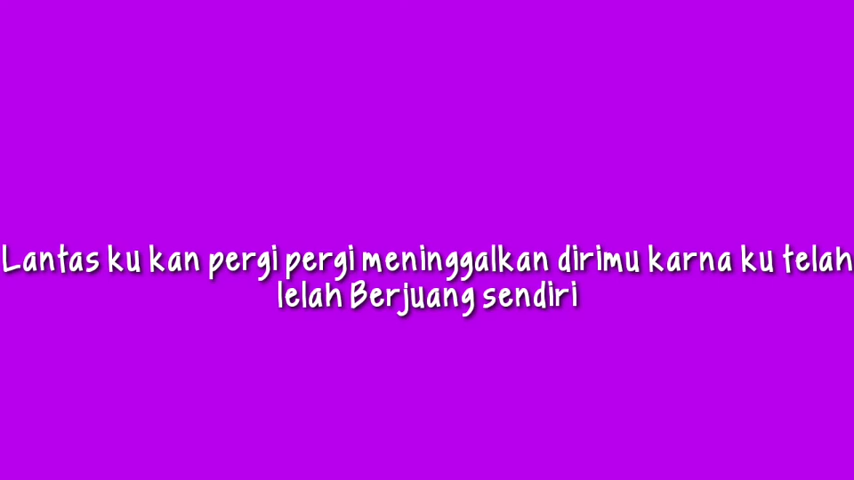 Lantas ku kan pergi pergi meninggalkan dirimu karna ku telah
lelah Berjuang sendiri